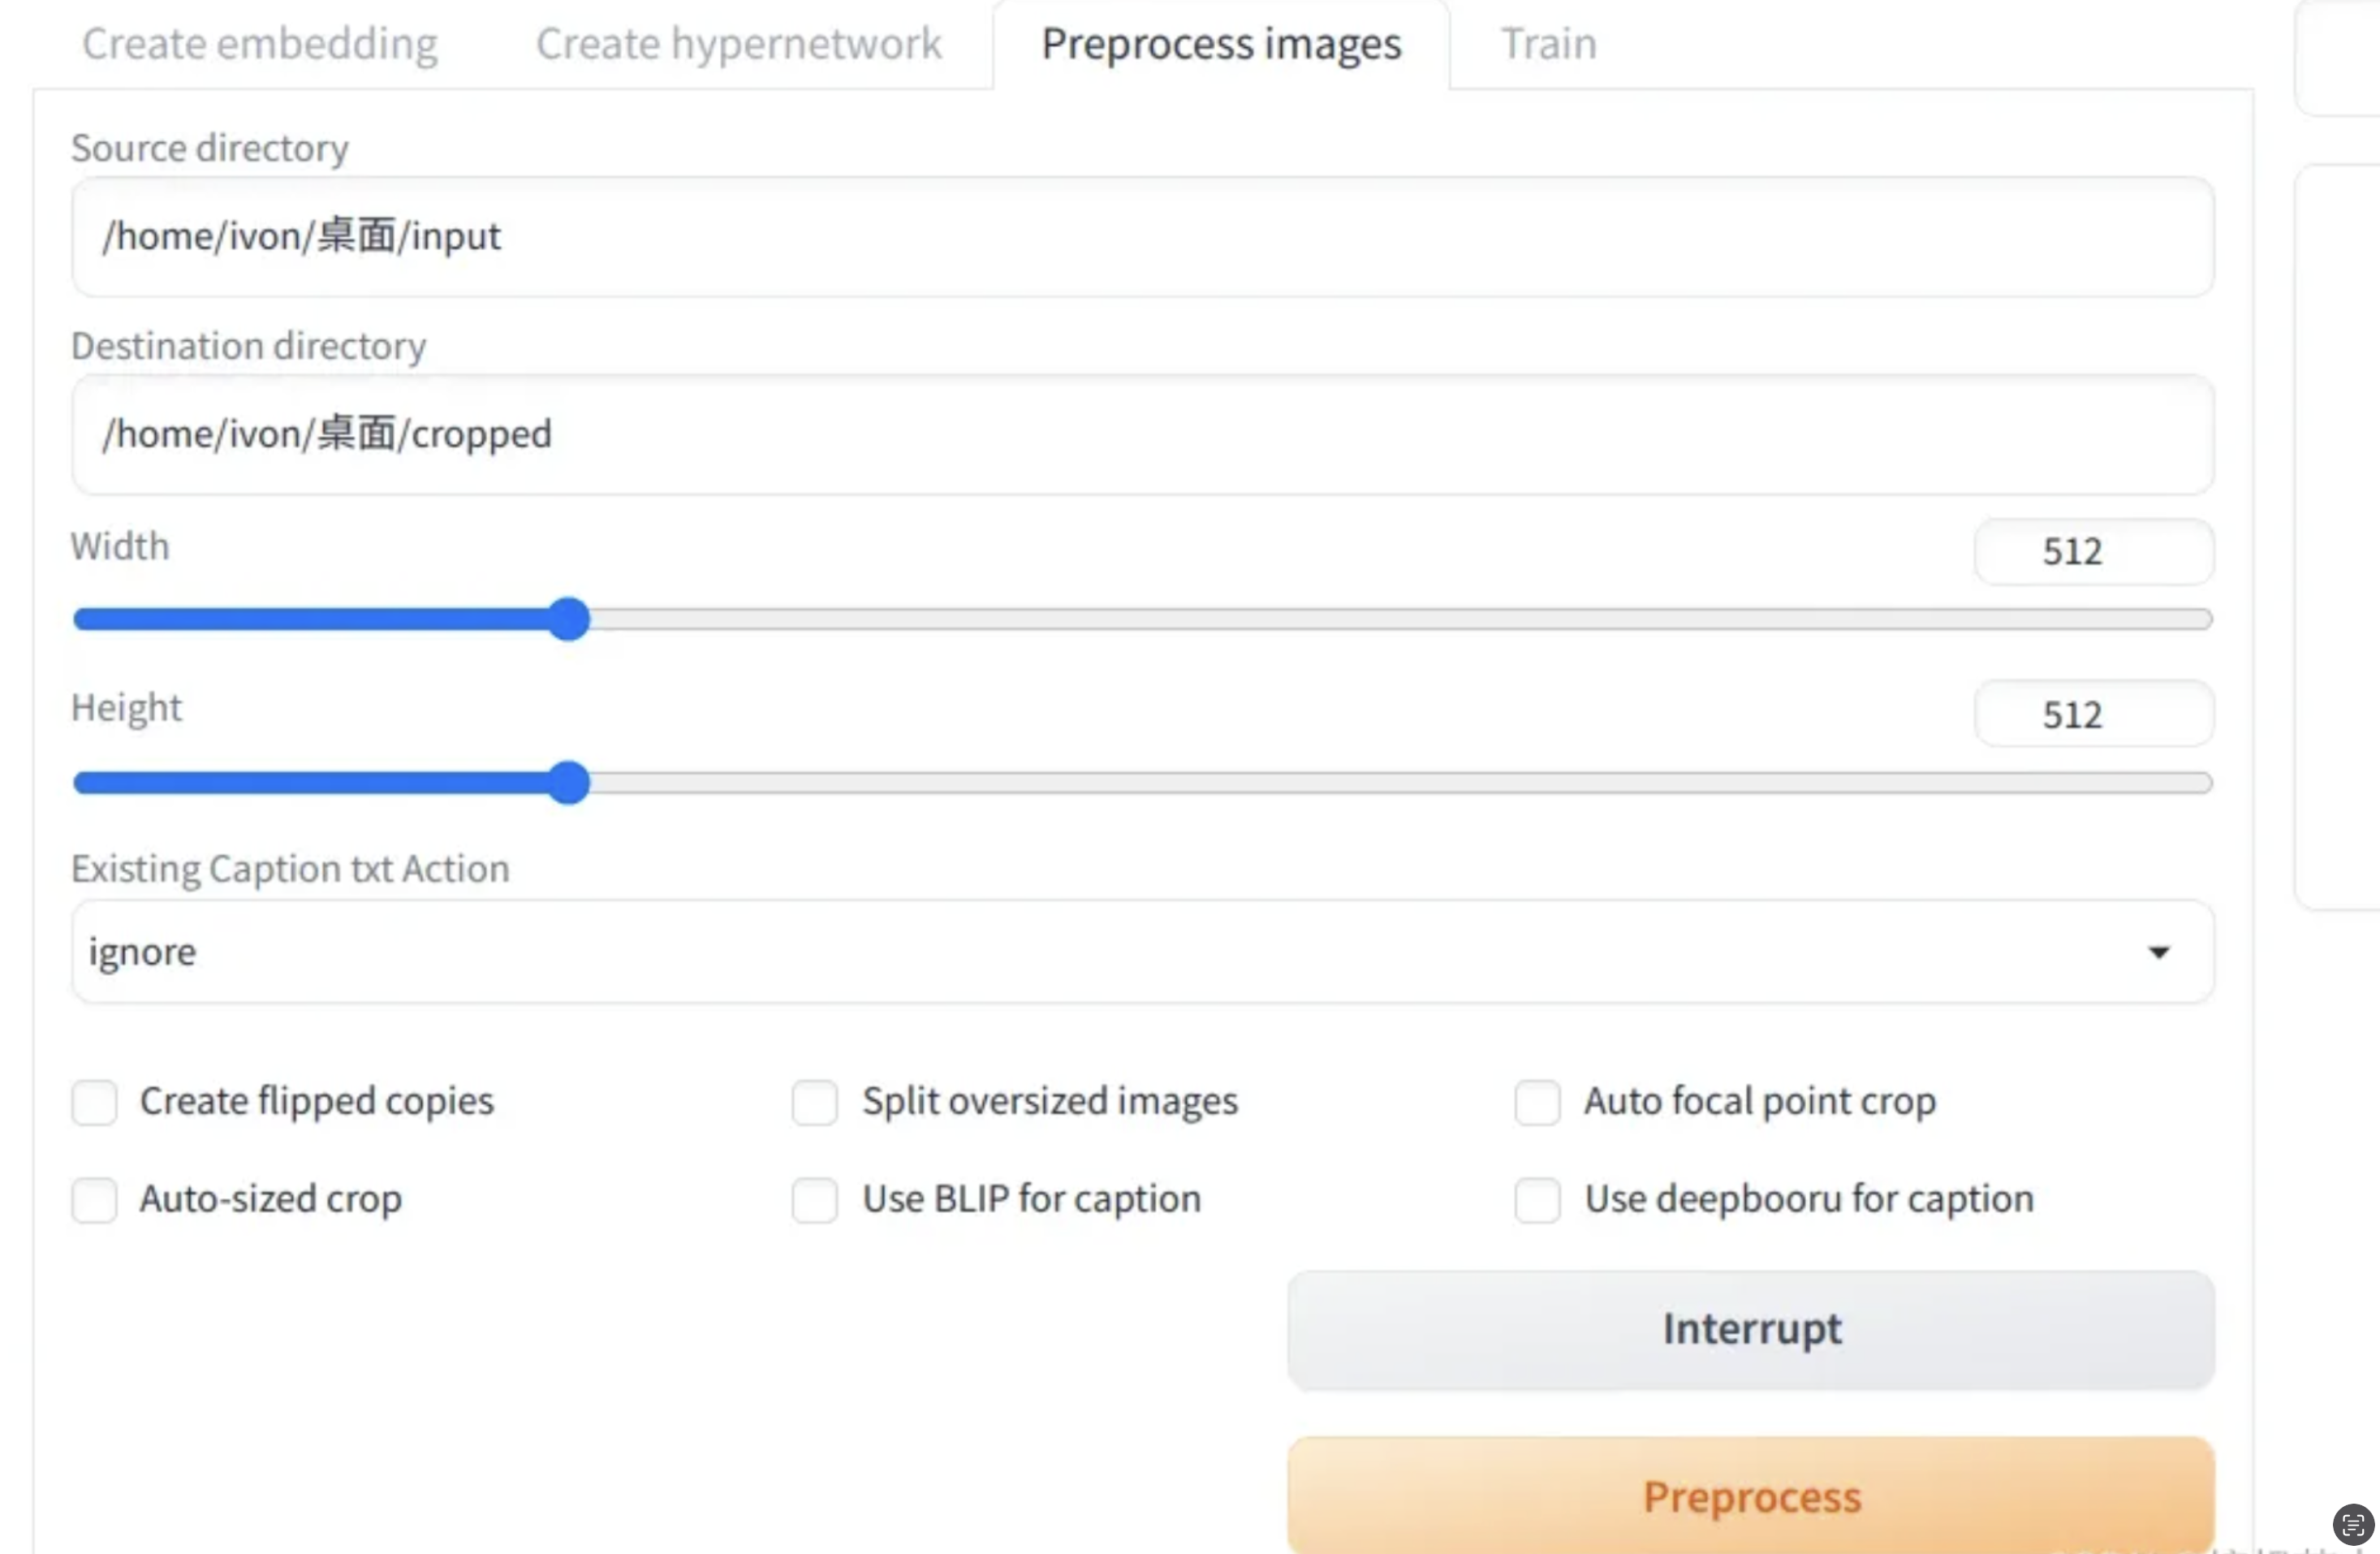 Create embedding Create hypernetwork Preprocess images Train
Source directory
/home/ivon/桌面/input
Destination directory
/home/ivon/桌面/cropped
Width 512
Height 512
Existing Caption txt Action
ignore
Create flipped copies Split oversized images Auto focal point crop
Auto-sized crop Use BLIP for caption Use deepbooru for caption
Interrupt
Preprocess